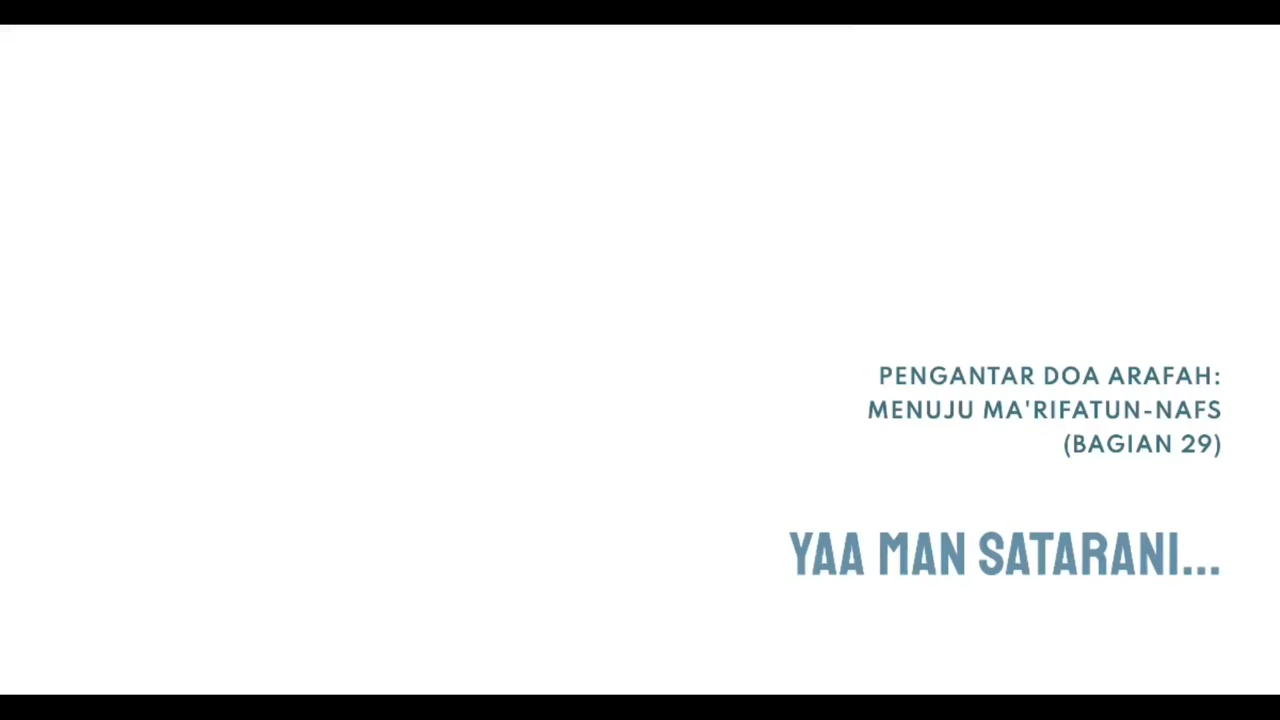 PENGANTAR DOA ARAFAH:
MENUJU MA'RIFATUN-NAFS
(BAGIAN 29)
YAA MAN SATARANI...